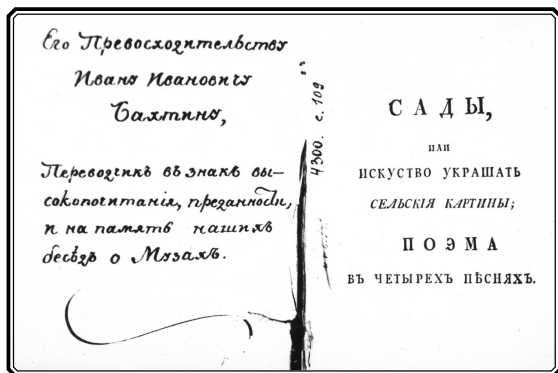 Его Превосходительству
Ивану Ивановичу
Бахтину,
Переводчикъ въ знакъ вы-
сокопочитанія, преданности,
и на память нашихъ
бесѣдъ о Музахъ.
4300. с. 109
САДЫ,
или
ИСКУСТВО УКРАШАТЬ
СЕЛЬСКІЯ КАРТИНЫ;
ПОЭМА
ВЪ ЧЕТЫРЕХЪ ПѢСНЯХЪ.